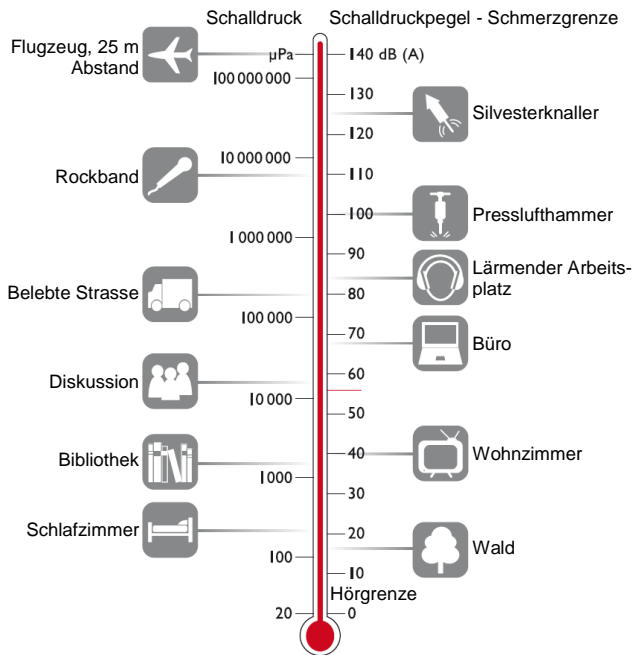 Schalldruck
Schalldruckpegel - Schmerzgrenze
Flugzeug, 25 m
Abstand
µPa
140 dB (A)
100 000 000
130
Silvesterknaller
120
10 000 000
110
Rockband
100
Presslufthammer
1 000 000
90
Lärmender Arbeits-
platz
Belebte Strasse
80
100 000
70
Büro
60
Diskussion
10 000
50
40
Wohnzimmer
Bibliothek
1000
30
Schlafzimmer
20
Wald
100
10
Hörgrenze
20
0